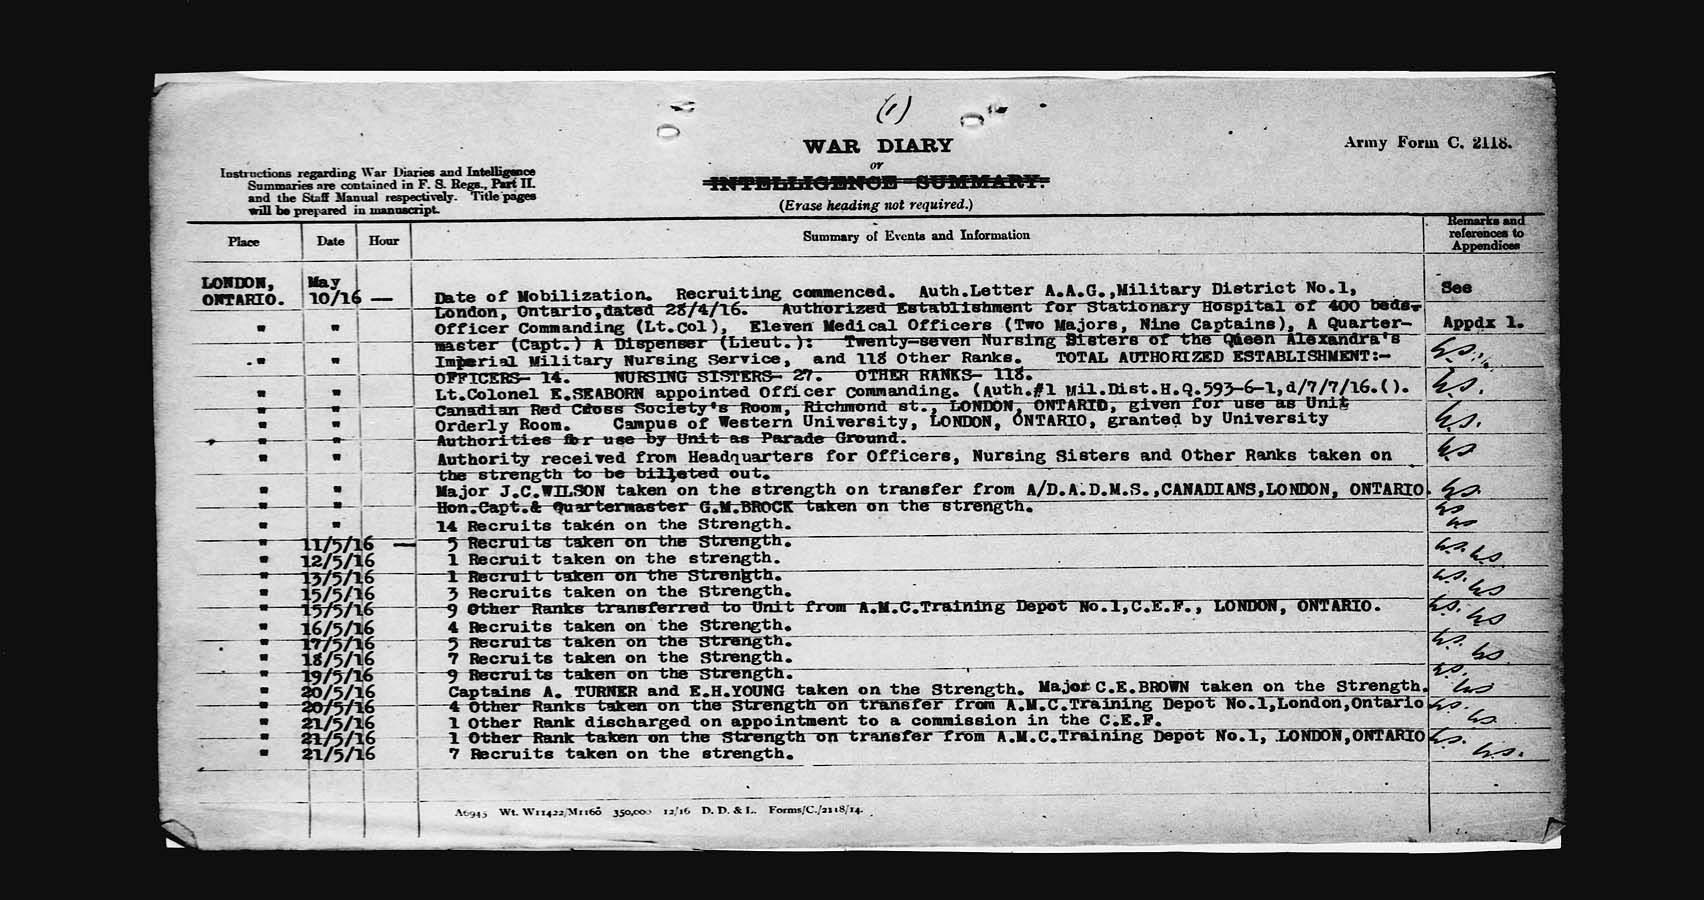 (1)
WAR DIARY
or
INTELLIGENCE SUMMARY.
(Erase heading not required.)
Army Form C. 2118.
Instructions regarding War Diaries and Intelligence
Summaries are contained in F. S. Regs., Part II.
and the Staff Manual respectively. Title pages
will be prepared in manuscript.
Place Date Hour Summary of Events and Information Remarks and references to Appendices
LONDON, May
ONTARIO. 10/16 — Date of Mobilization. Recruiting commenced. Auth.Letter A.A.G.,Military District No.1, See
London, Ontario,dated 28/4/16. Authorized Establishment for Stationary Hospital of 400 beds-
" " Officer Commanding (Lt.Col), Eleven Medical Officers (Two Majors, Nine Captains), A Quarter- Appdx 1.
master (Capt.) A Dispenser (Lieut.): Twenty-seven Nursing Sisters of the Queen Alexandra's
" " Imperial Military Nursing Service, and 118 Other Ranks. TOTAL AUTHORIZED ESTABLISHMENT:-
OFFICERS- 14. NURSING SISTERS- 27. OTHER RANKS- 118.
" " Lt.Colonel E.SEABORN appointed Officer Commanding. (Auth.#1 Mil.Dist.H.Q.593-6-1,d/7/7/16.().
" " Canadian Red Cross Society's Room, Richmond st., LONDON, ONTARIO, given for use as Unit
" " Orderly Room. Campus of Western University, LONDON, ONTARIO, granted by University
Authorities for use by Unit as Parade Ground.
" " Authority received from Headquarters for Officers, Nursing Sisters and Other Ranks taken on
the strength to be billeted out.
" " Major J.C.WILSON taken on the strength on transfer from A/D.A.D.M.S.,CANADIANS,LONDON, ONTARIO.
" " Hon.Capt.& Quartermaster G.M.BROCK taken on the strength.
" " 14 Recruits taken on the Strength.
" 11/5/16 — 5 Recruits taken on the Strength.
" 12/5/16 1 Recruit taken on the strength.
" 13/5/16 1 Recruit taken on the Strength.
" 15/5/16 3 Recruits taken on the Strength.
" 15/5/16 9 Other Ranks transferred to Unit from A.M.C.Training Depot No.1,C.E.F., LONDON, ONTARIO.
" 16/5/16 4 Recruits taken on the Strength.
" 17/5/16 5 Recruits taken on the Strength.
" 18/5/16 7 Recruits taken on the Strength.
" 19/5/16 9 Recruits taken on the Strength.
" 20/5/16 Captains A. TURNER and E.H.YOUNG taken on the Strength. Major C.E.BROWN taken on the Strength.
" 20/5/16 4 Other Ranks taken on the Strength on transfer from A.M.C.Training Depot No.1,London,Ontario
" 21/5/16 1 Other Rank discharged on appointment to a commission in the C.E.F.
" 21/5/16 1 Other Rank taken on the Strength on transfer from A.M.C.Training Depot No.1, LONDON,ONTARIO
" 21/5/16 7 Recruits taken on the strength.
A6945 Wt. W11422/M1160 350,000 12/16 D. D. & L. Forms/C./2118/14.